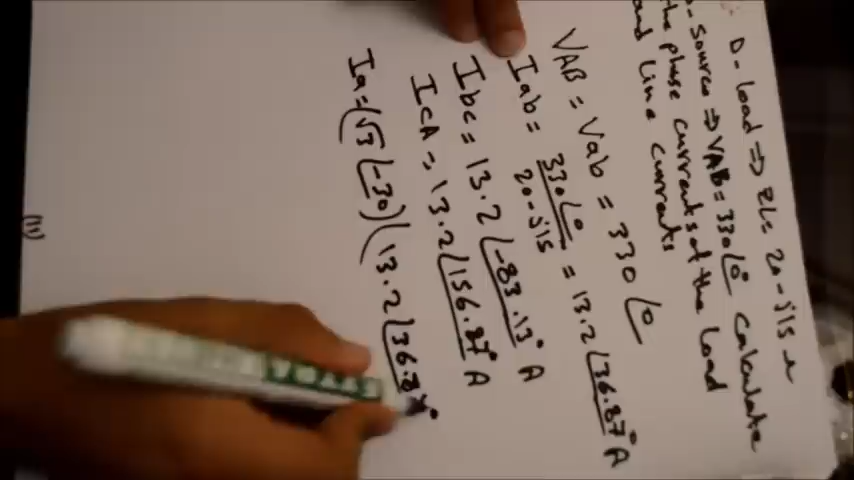 D-load => ZL = 20-j15 Ω
- Source => VAB = 330∠0° Calculate
the phase currents at the load
and line currents
VAB = Vab = 330∠0
Iab = 330∠0 / 20-j15 = 13.2∠36.87° A
Ibc = 13.2∠-83.13° A
IcA = 13.2∠156.87° A
Ia = (√3∠-30)(13.2∠36.87°
(11)